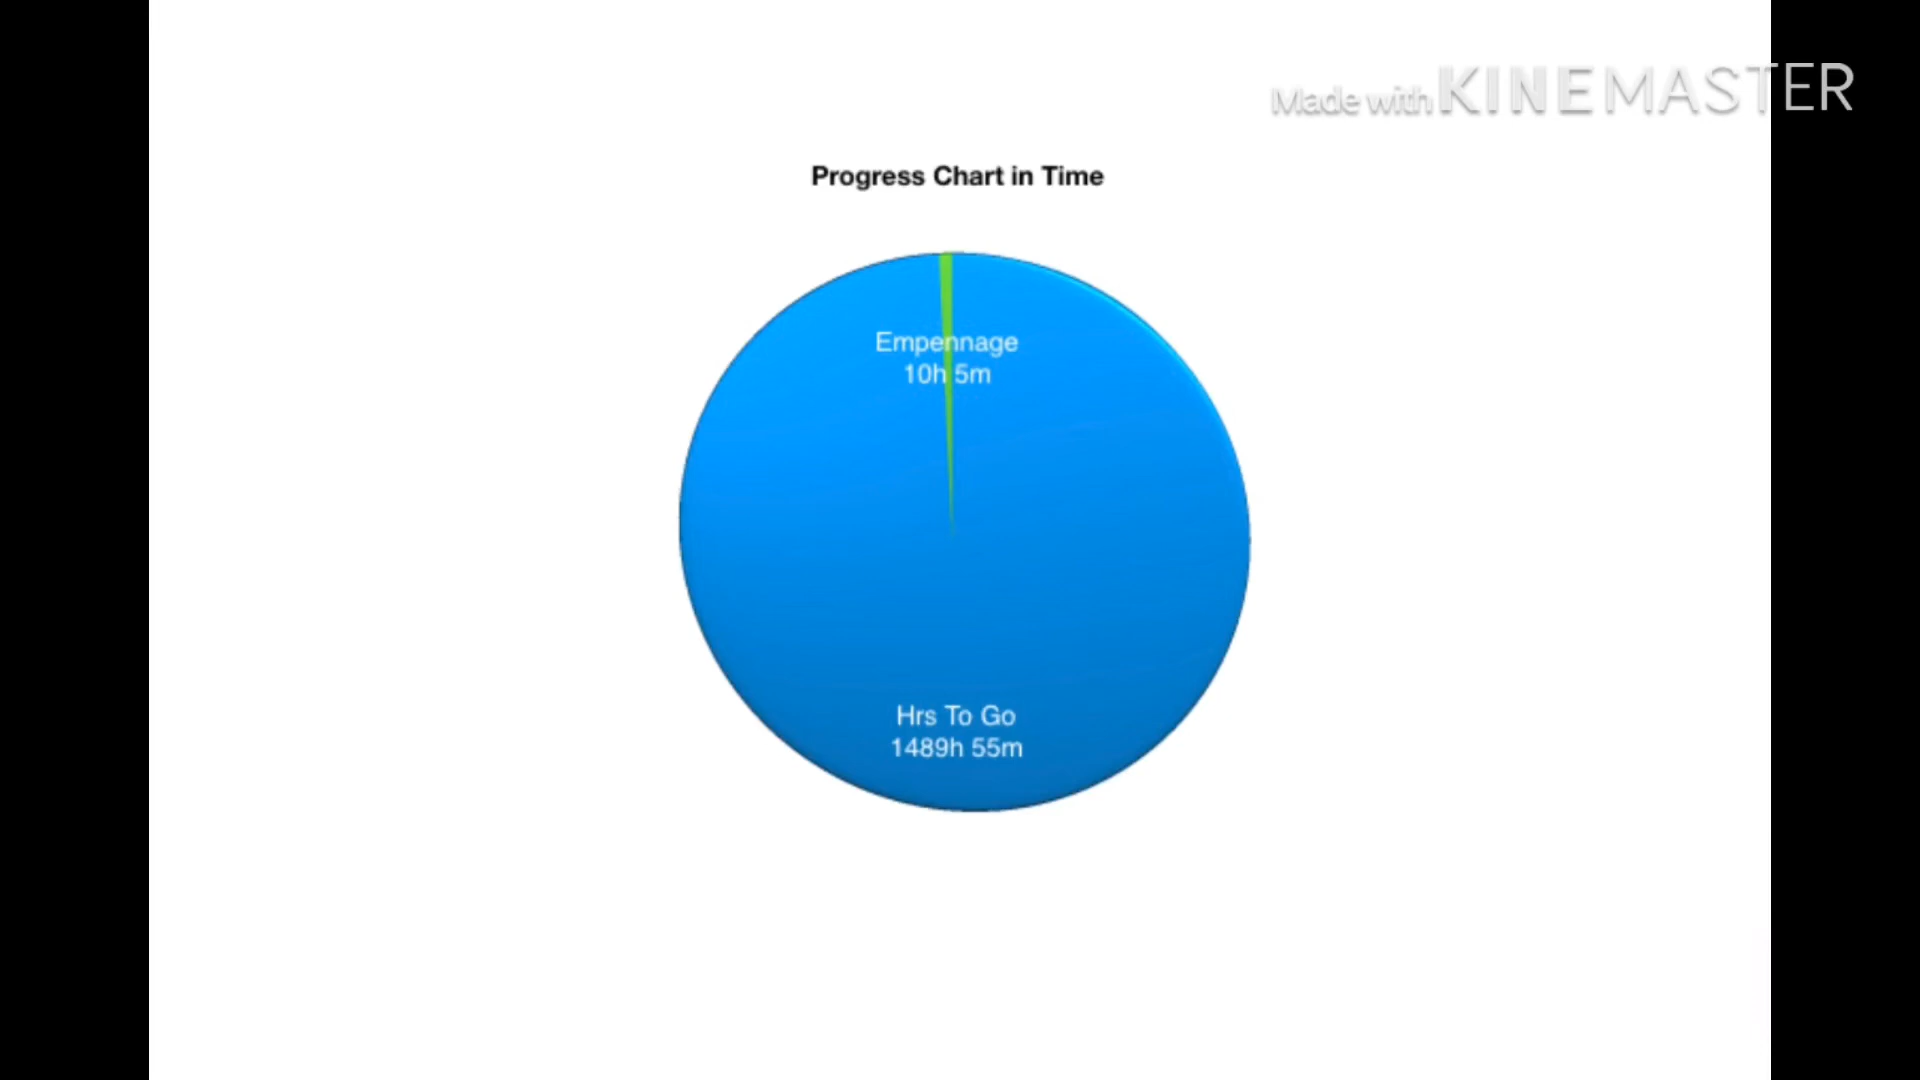 Made with KINEMASTER
Progress Chart in Time
Empennage
10h 5m
Hrs To Go
1489h 55m